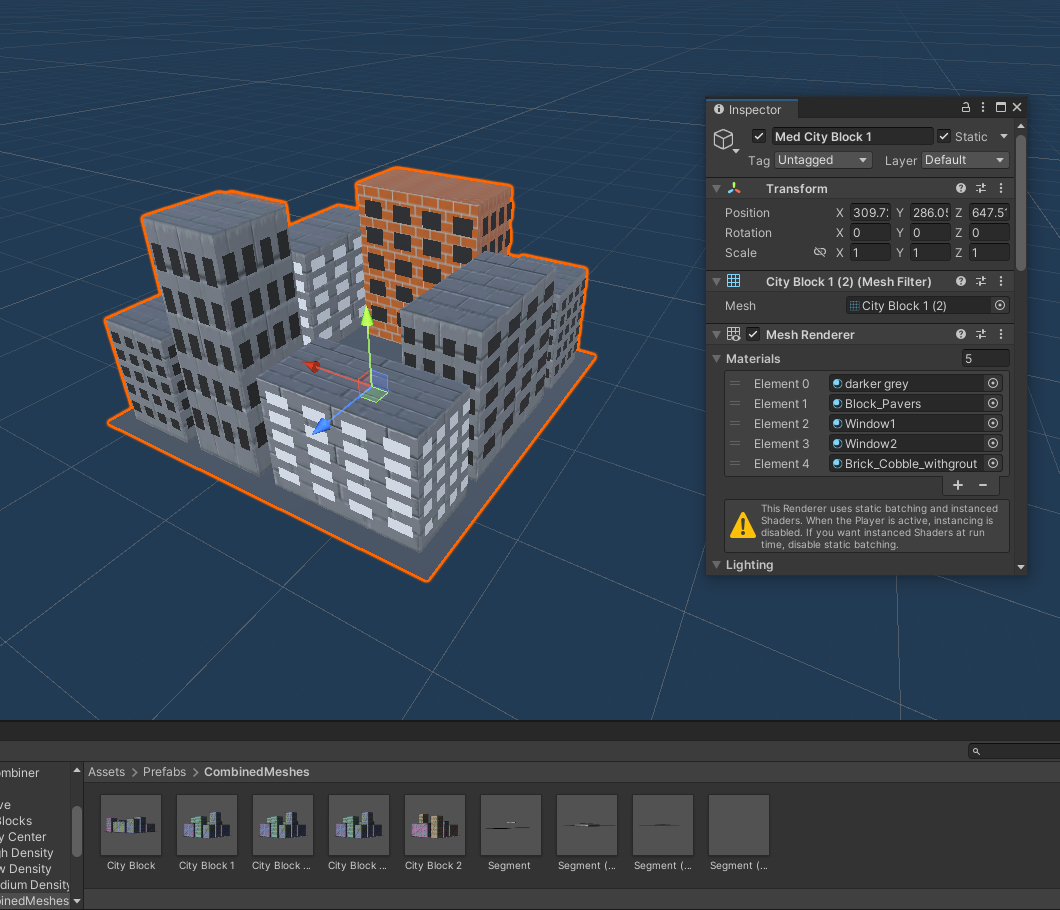 Inspector
Med City Block 1
Static
Tag Untagged Layer Default
Transform
Position X 309.7 Y 286.0 Z 647.5
Rotation X 0 Y 0 Z 0
Scale X 1 Y 1 Z 1
City Block 1 (2) (Mesh Filter)
Mesh City Block 1 (2)
Mesh Renderer
Materials 5
Element 0 darker grey
Element 1 Block_Pavers
Element 2 Window1
Element 3 Window2
Element 4 Brick_Cobble_withgrout
+ −
This Renderer uses static batching and instanced
Shaders. When the Player is active, instancing is
disabled. If you want instanced Shaders at run
time, disable static batching.
Lighting
ombiner
ve
Blocks
y Center
gh Density
w Density
dium Density
binedMeshes
Assets > Prefabs > CombinedMeshes
City Block
City Block 1
City Block ...
City Block ...
City Block 2
Segment
Segment (...
Segment (...
Segment (...